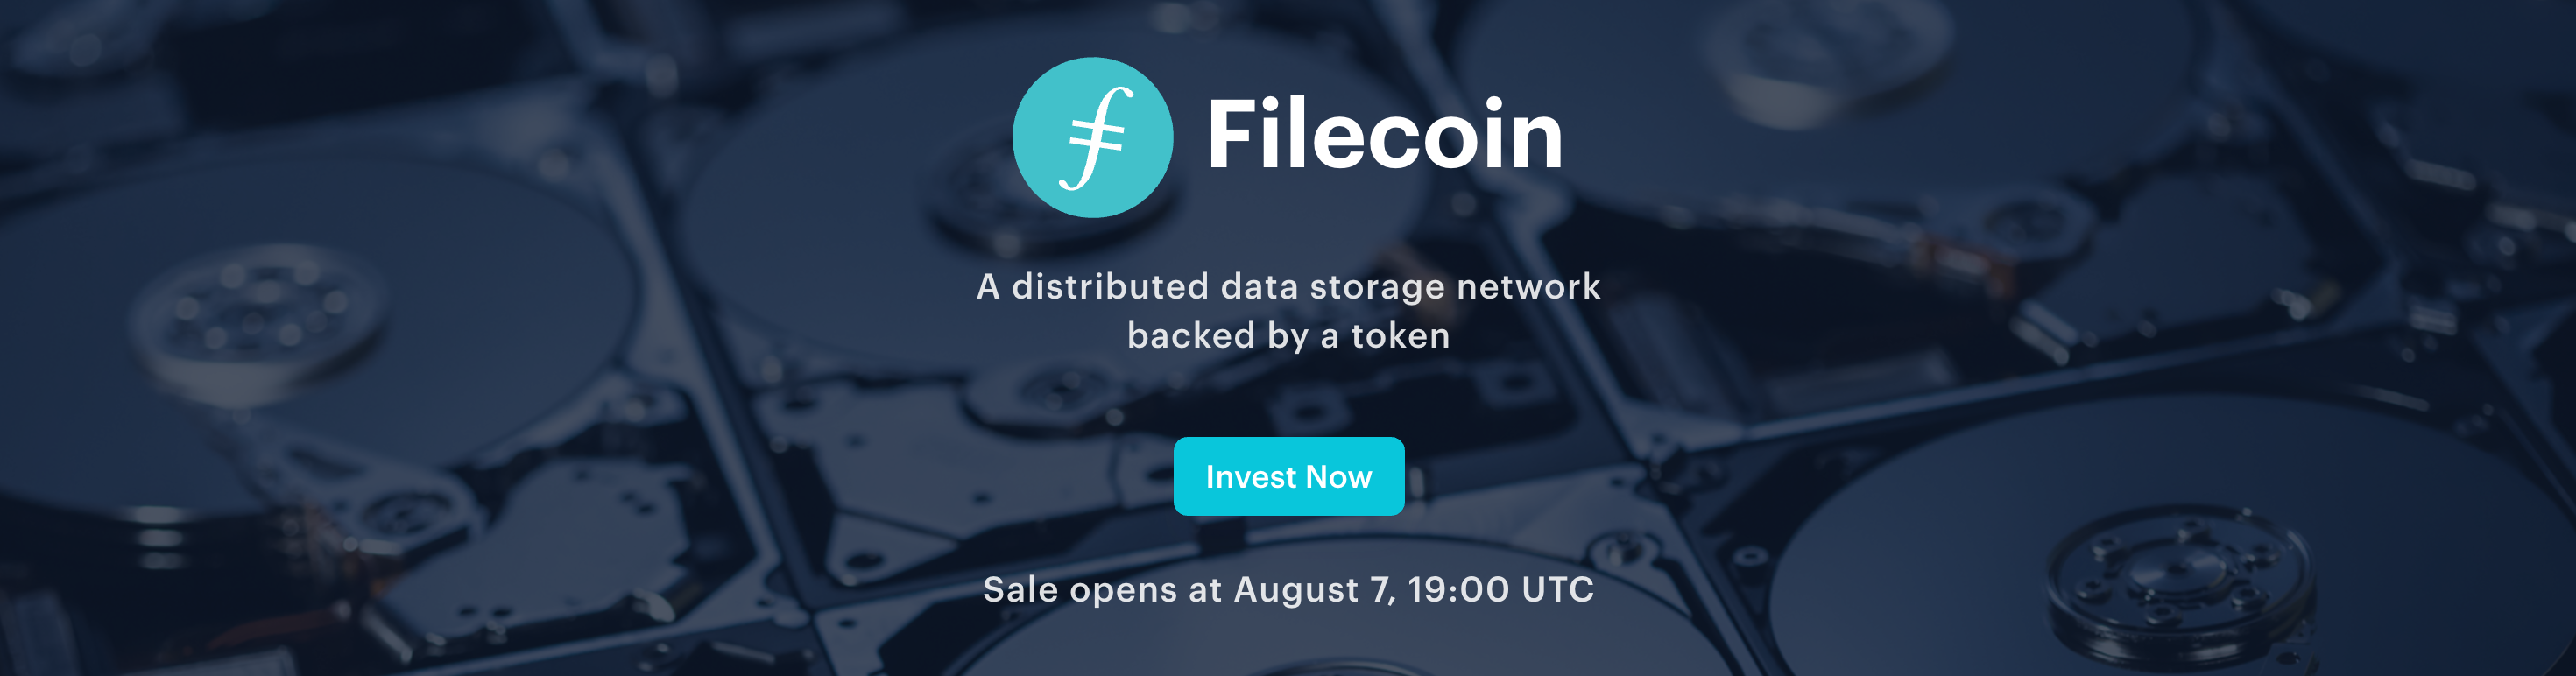 Filecoin
A distributed data storage network
backed by a token
Invest Now
Sale opens at August 7, 19:00 UTC